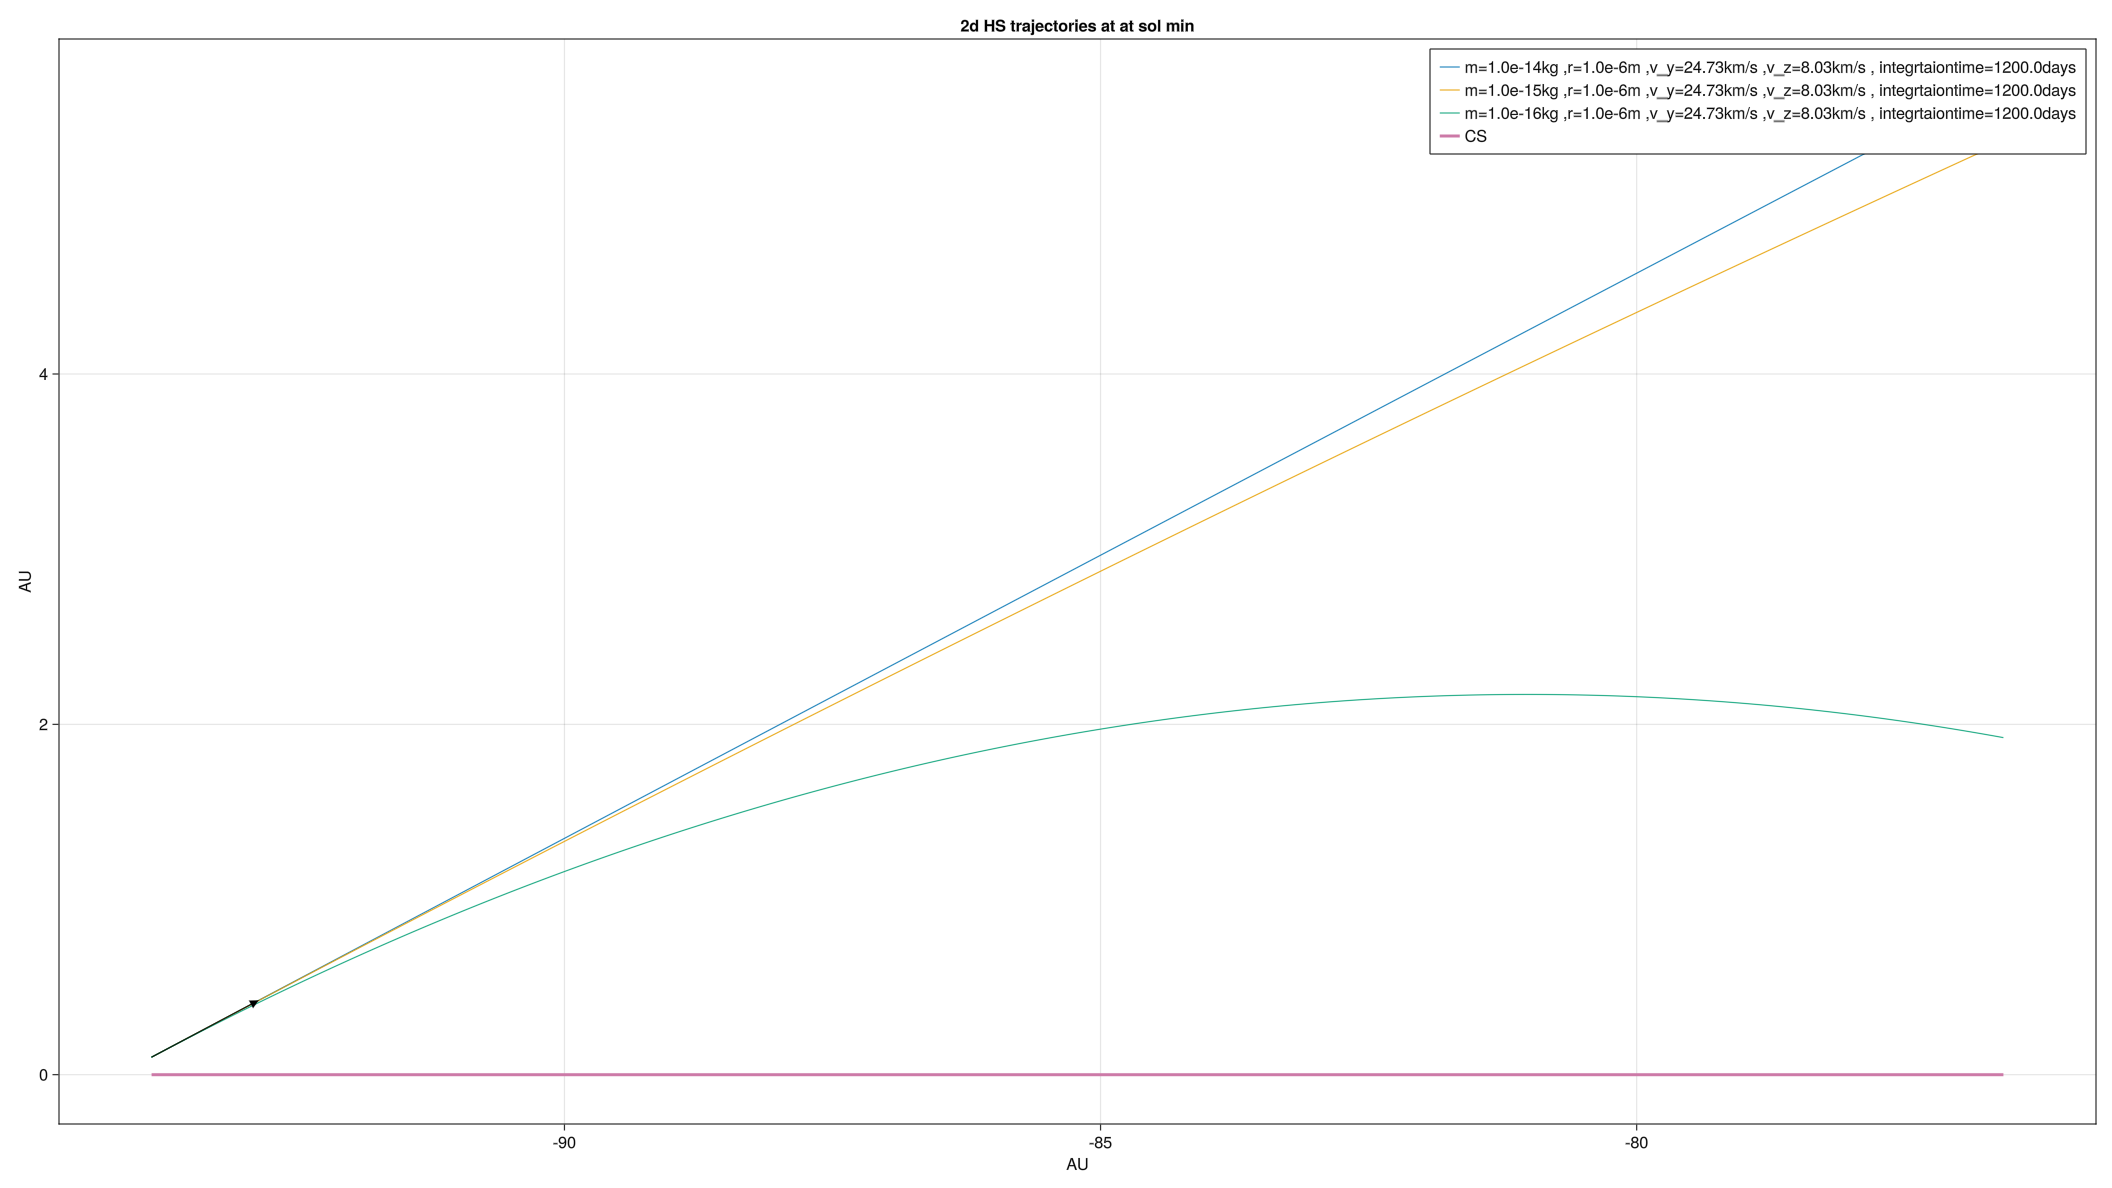 2d HS trajectories at at sol min
m=1.0e-14kg ,r=1.0e-6m ,v_y=24.73km/s ,v_z=8.03km/s , integrtaiontime=1200.0days
m=1.0e-15kg ,r=1.0e-6m ,v_y=24.73km/s ,v_z=8.03km/s , integrtaiontime=1200.0days
m=1.0e-16kg ,r=1.0e-6m ,v_y=24.73km/s ,v_z=8.03km/s , integrtaiontime=1200.0days
CS
4
AU
2
0
-90
-85
-80
AU